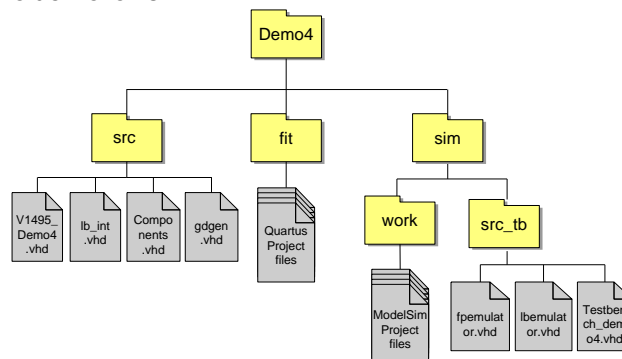 Demo4
src
fit
sim
V1495_
Demo4
.vhd
lb_int
.vhd
Compo
nents
.vhd
gdgen
.vhd
Quartus
Project
files
work
src_tb
ModelSim
Project
files
fpemulat
or.vhd
lbemulat
or.vhd
Testben
ch_dem
o4.vhd